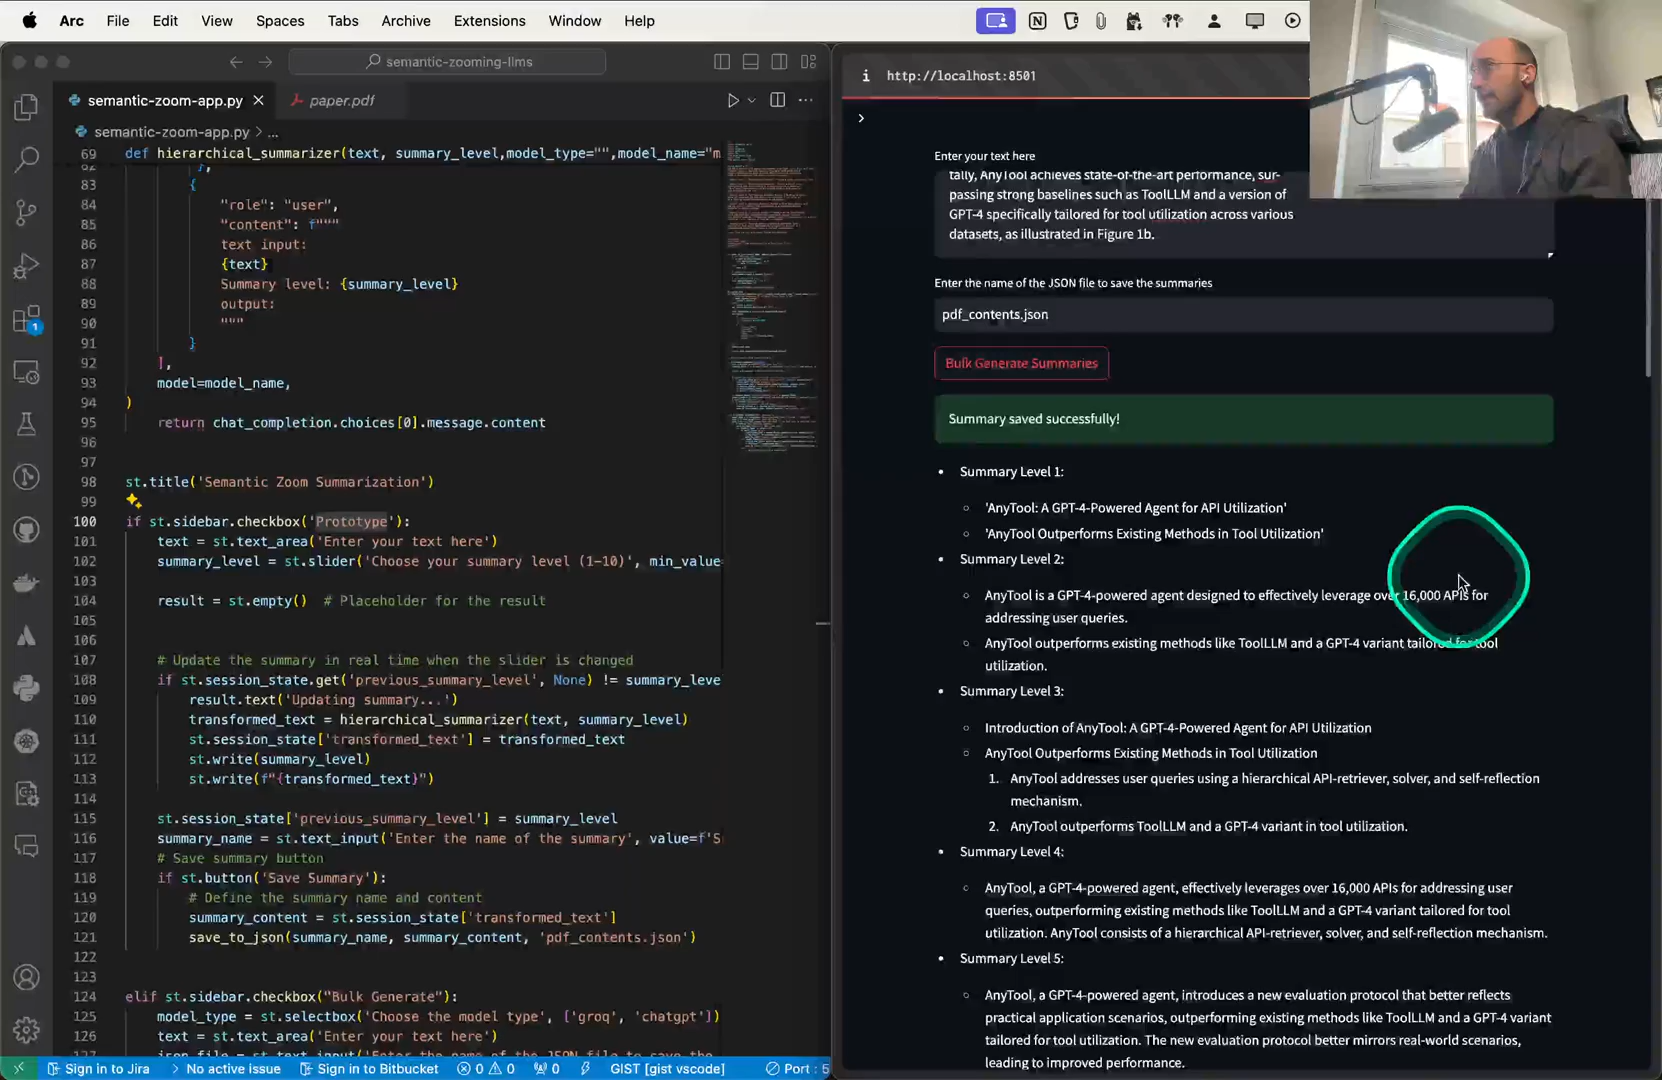 Arc File Edit View Spaces Tabs Archive Extensions Window Help
semantic-zooming-llms
semantic-zoom-app.py
paper.pdf
semantic-zoom-app.py > ...
69 def hierarchical_summarizer(text, summary_level,model_type="",model_name="m
82 },
83 {
84 "role": "user",
85 "content": f"""
86 text input:
87 {text}
88 Summary level: {summary_level}
89 output:
90 """
91 }
92 ],
93 model=model_name,
94 )
95 return chat_completion.choices[0].message.content
96
97
98 st.title('Semantic Zoom Summarization')
99
100 if st.sidebar.checkbox('Prototype'):
101 text = st.text_area('Enter your text here')
102 summary_level = st.slider('Choose your summary level (1-10)', min_value
103
104 result = st.empty() # Placeholder for the result
105
106
107 # Update the summary in real time when the slider is changed
108 if st.session_state.get('previous_summary_level', None) != summary_leve
109 result.text('Updating summary...')
110 transformed_text = hierarchical_summarizer(text, summary_level)
111 st.session_state['transformed_text'] = transformed_text
112 st.write(summary_level)
113 st.write(f"{transformed_text}")
114
115 st.session_state['previous_summary_level'] = summary_level
116 summary_name = st.text_input('Enter the name of the summary', value=f'S
117 # Save summary button
118 if st.button('Save Summary'):
119 # Define the summary name and content
120 summary_content = st.session_state['transformed_text']
121 save_to_json(summary_name, summary_content, 'pdf_contents.json')
122
123
124 elif st.sidebar.checkbox("Bulk Generate"):
125 model_type = st.selectbox('Choose the model type', ['groq', 'chatgpt'])
126 text = st.text_area('Enter your text here')
1
Sign in to Jira No active issue Sign in to Bitbucket 0 0 0 GIST [gist vscode] Port : 5
http://localhost:8501
Enter your text here
tally, AnyTool achieves state-of-the-art performance, sur-
passing strong baselines such as ToolLLM and a version of
GPT-4 specifically tailored for tool utilization across various
datasets, as illustrated in Figure 1b.
Enter the name of the JSON file to save the summaries
pdf_contents.json
Bulk Generate Summaries
Summary saved successfully!
• Summary Level 1:
'AnyTool: A GPT-4-Powered Agent for API Utilization'
'AnyTool Outperforms Existing Methods in Tool Utilization'
• Summary Level 2:
AnyTool is a GPT-4-powered agent designed to effectively leverage over 16,000 APIs for
addressing user queries.
AnyTool outperforms existing methods like ToolLLM and a GPT-4 variant tailored for tool
utilization.
• Summary Level 3:
Introduction of AnyTool: A GPT-4-Powered Agent for API Utilization
AnyTool Outperforms Existing Methods in Tool Utilization
1. AnyTool addresses user queries using a hierarchical API-retriever, solver, and self-reflection
mechanism.
2. AnyTool outperforms ToolLLM and a GPT-4 variant in tool utilization.
• Summary Level 4:
AnyTool, a GPT-4-powered agent, effectively leverages over 16,000 APIs for addressing user
queries, outperforming existing methods like ToolLLM and a GPT-4 variant tailored for tool
utilization. AnyTool consists of a hierarchical API-retriever, solver, and self-reflection mechanism.
• Summary Level 5:
AnyTool, a GPT-4-powered agent, introduces a new evaluation protocol that better reflects
practical application scenarios, outperforming existing methods like ToolLLM and a GPT-4 variant
tailored for tool utilization. The new evaluation protocol better mirrors real-world scenarios,
leading to improved performance.